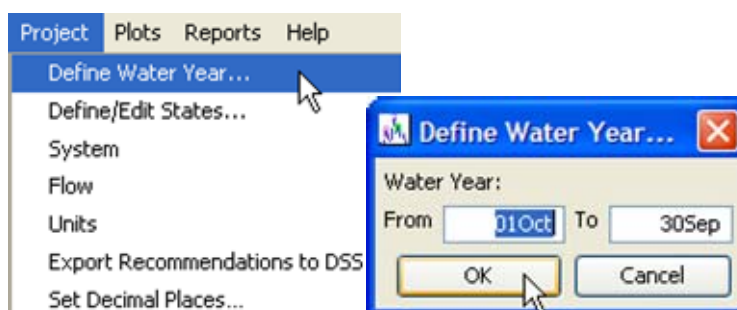 Project Plots Reports Help
Define Water Year...
Define/Edit States...
System
Flow
Units
Export Recommendations to DSS
Set Decimal Places...
Define Water Year...
Water Year:
From 01Oct To 30Sep
OK Cancel